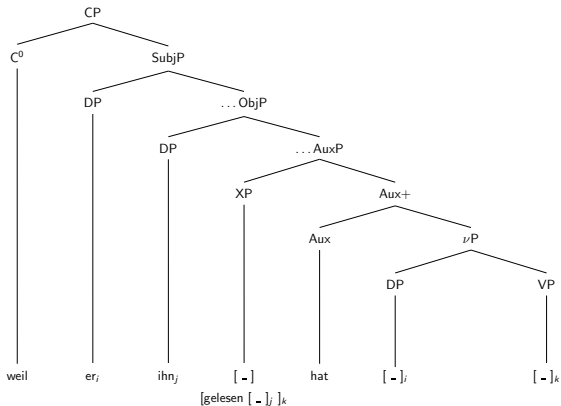 CP
C⁰ SubjP
DP …ObjP
DP …AuxP
XP Aux+
Aux νP
DP VP
weil erᵢ ihnⱼ [ _ ] hat [ _ ]ᵢ [ _ ]ₖ
[gelesen [ _ ]ⱼ ]ₖ